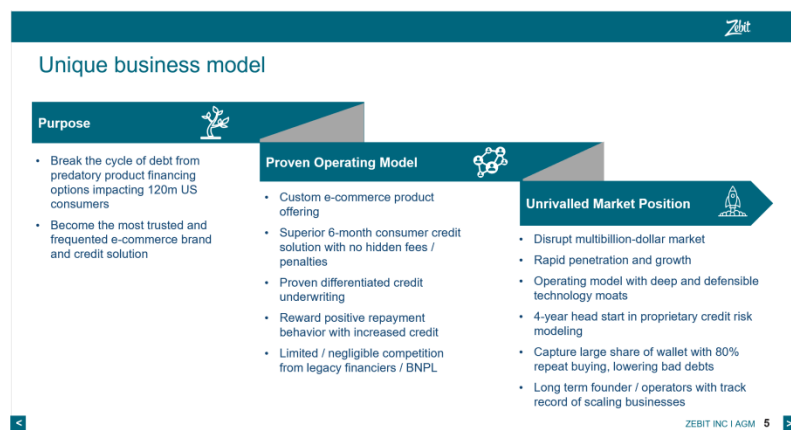 Zebit
Unique business model
Purpose
• Break the cycle of debt from
predatory product financing
options impacting 120m US
consumers
• Become the most trusted and
frequented e-commerce brand
and credit solution
Proven Operating Model
• Custom e-commerce product
offering
• Superior 6-month consumer credit
solution with no hidden fees /
penalties
• Proven differentiated credit
underwriting
• Reward positive repayment
behavior with increased credit
• Limited / negligible competition
from legacy financiers / BNPL
Unrivalled Market Position
• Disrupt multibillion-dollar market
• Rapid penetration and growth
• Operating model with deep and defensible
technology moats
• 4-year head start in proprietary credit risk
modeling
• Capture large share of wallet with 80%
repeat buying, lowering bad debts
• Long term founder / operators with track
record of scaling businesses
< ZEBIT INC I AGM 5 >